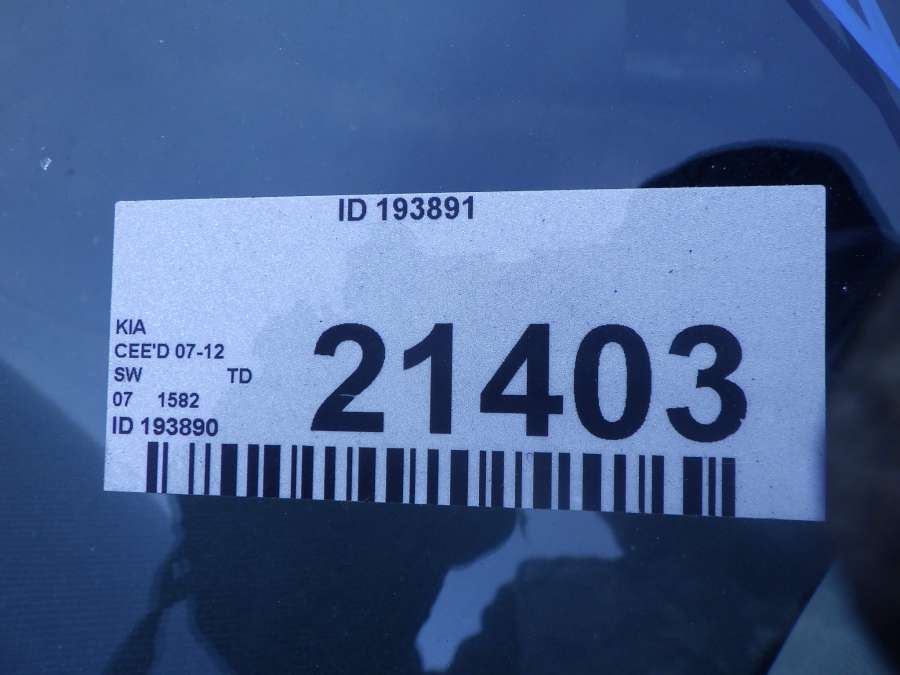 ID 193891
KIA
CEE'D 07-12
SW TD
07 1582
ID 193890
21403